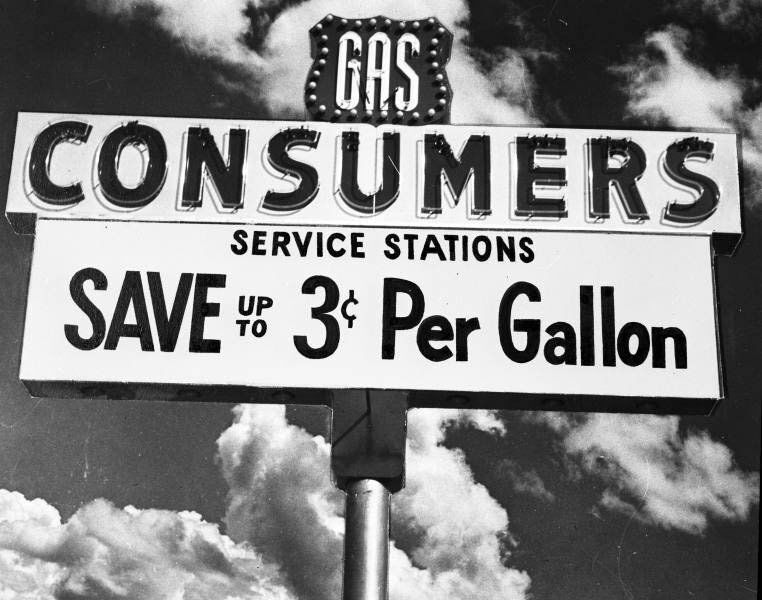 GAS
CONSUMERS
SERVICE STATIONS
SAVE UP TO 3¢ Per Gallon